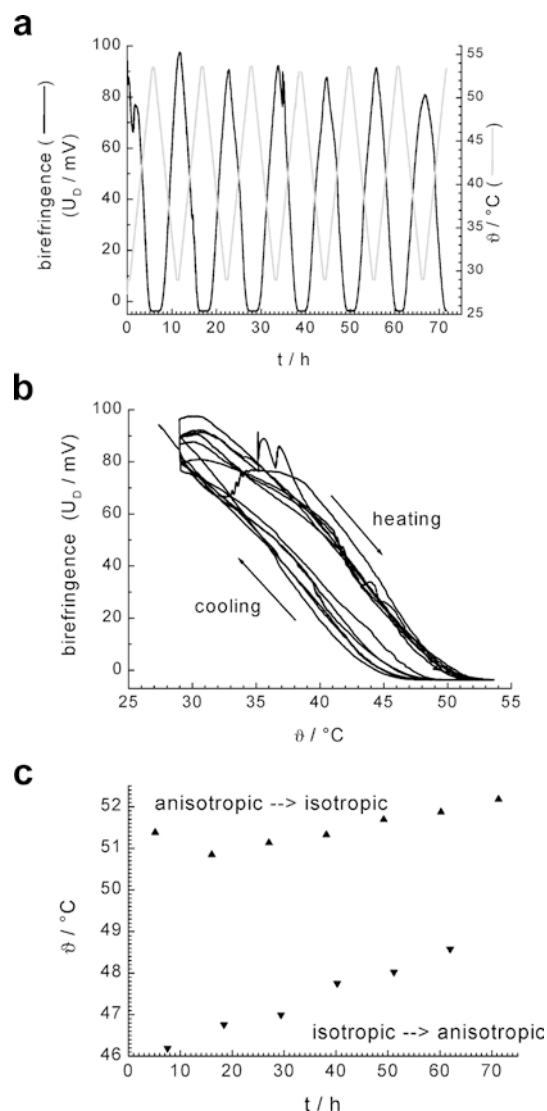 a
birefringence ( — )
(U_D / mV)
100
80
60
40
20
0
55
50
45
40
35
30
25
ϑ / °C ( — )
0 10 20 30 40 50 60 70
t / h
b
birefringence (U_D / mV)
100
80
60
40
20
0
heating
cooling
25 30 35 40 45 50 55
ϑ / °C
c
ϑ / °C
52
51
50
49
48
47
46
anisotropic --> isotropic
isotropic --> anisotropic
0 10 20 30 40 50 60 70
t / h